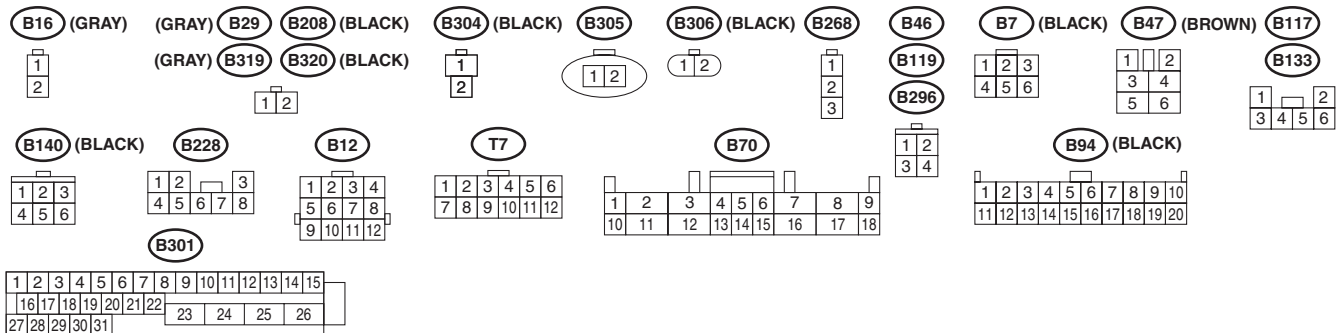 B16 (GRAY) (GRAY) B29 B208 (BLACK) B304 (BLACK) B305 B306 (BLACK) B268 B46 B7 (BLACK) B47 (BROWN) B117
(GRAY) B319 B320 (BLACK) B119 B133
B296
1
2
1 2
1
2
1 2
1 2
1
2
3
1 2
3 4
1 2 3
4 5 6
1 2
3 4
5 6
1 2
3 4 5 6
B140 (BLACK) B228 B12 T7 B70 B94 (BLACK)
1 2 3
4 5 6
1 2 3
4 5 6 7 8
1 2 3 4
5 6 7 8
9 10 11 12
1 2 3 4 5 6
7 8 9 10 11 12
1 2 3 4 5 6 7 8 9
10 11 12 13 14 15 16 17 18
1 2 3 4 5 6 7 8 9 10
11 12 13 14 15 16 17 18 19 20
B301
1 2 3 4 5 6 7 8 9 10 11 12 13 14 15
16 17 18 19 20 21 22 23 24 25 26
27 28 29 30 31